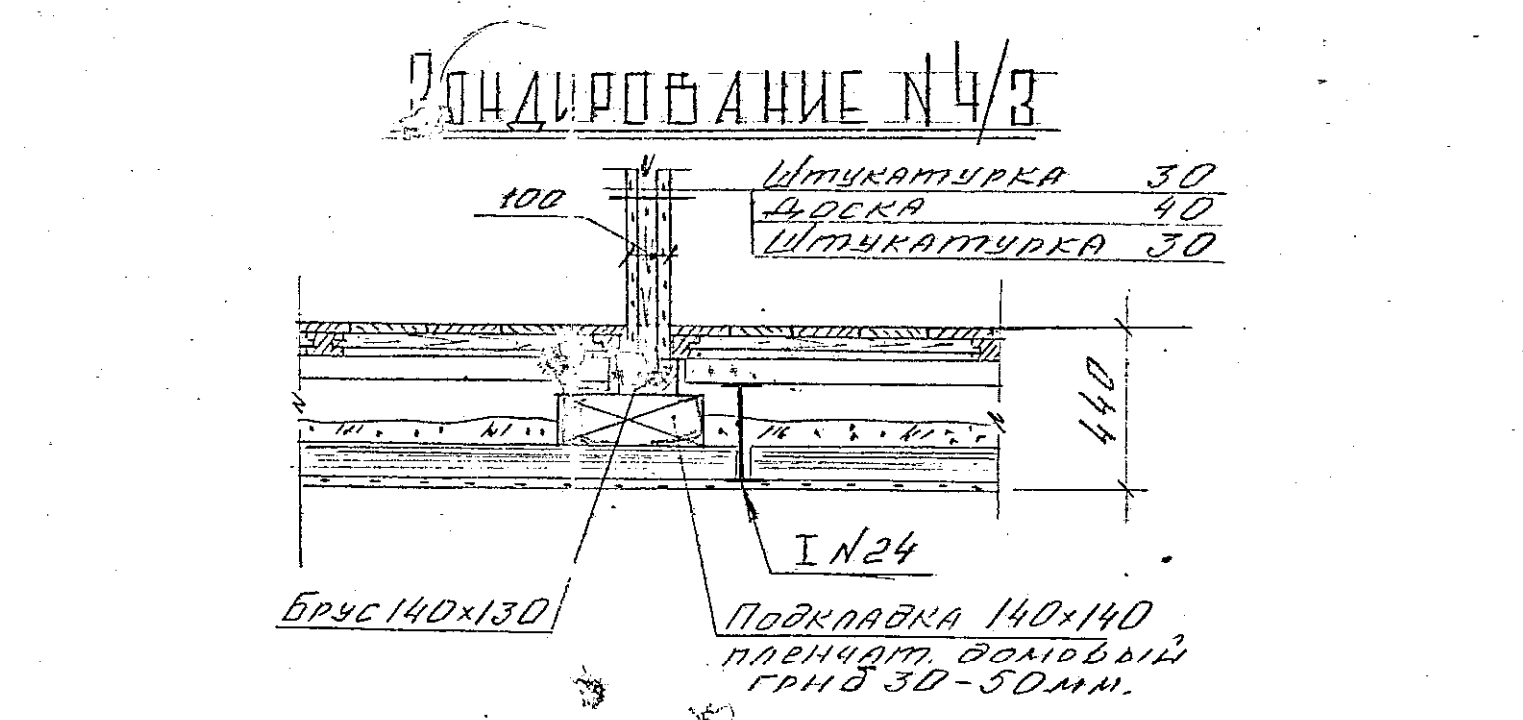 Зондирование N4/3
Штукатурка 30
100
Доска 40
Штукатурка 30
440
I N24
Брус 140x130
Подкладка 140x140
пленчат. домовый
гриб 30-50мм.